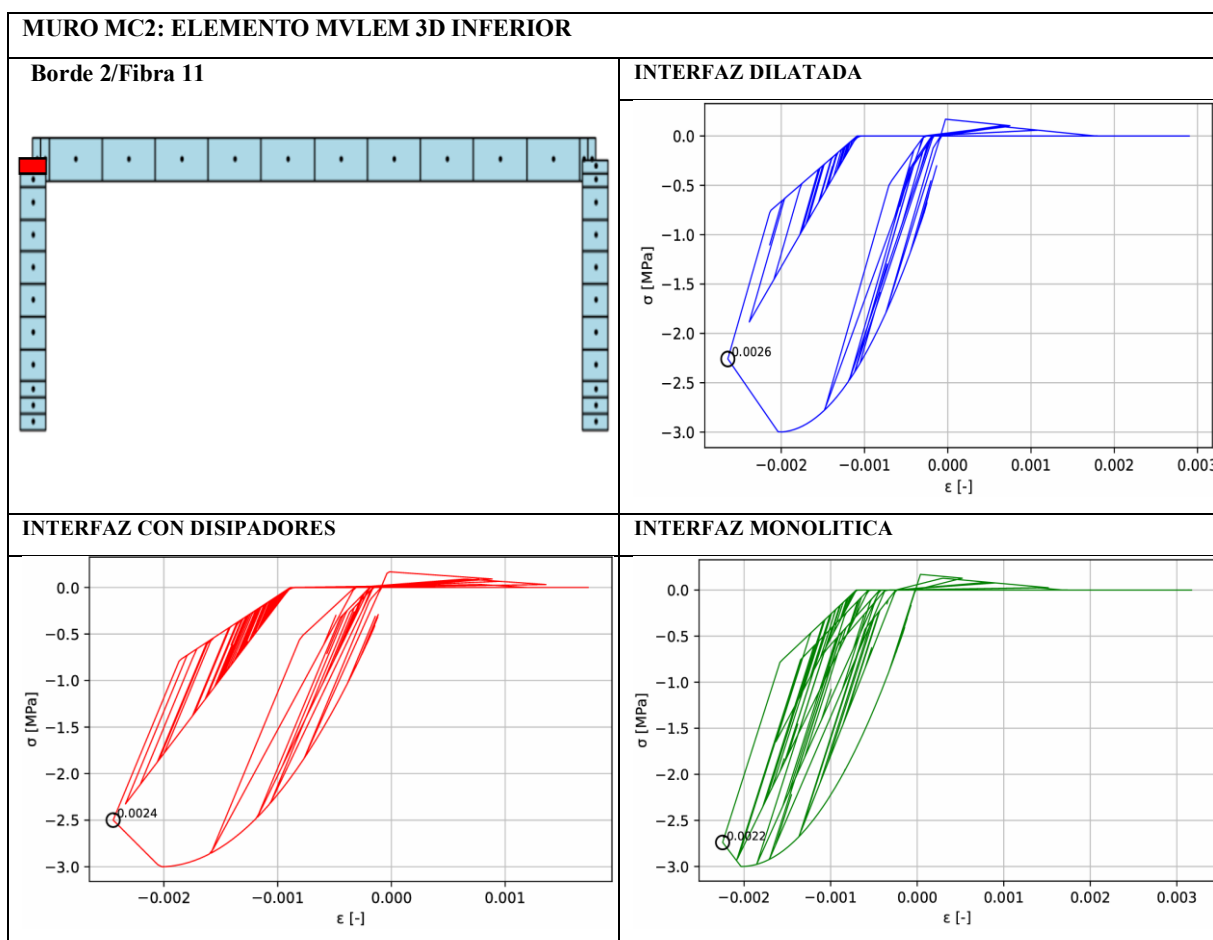 MURO MC2: ELEMENTO MVLEM 3D INFERIOR
Borde 2/Fibra 11
INTERFAZ DILATADA
0.0
−0.5
−1.0
−1.5
−2.0
−2.5
−3.0
σ [MPa]
0.0026
−0.002 −0.001 0.000 0.001 0.002 0.003
ε [-]
INTERFAZ CON DISIPADORES
0.0
−0.5
−1.0
−1.5
−2.0
−2.5
−3.0
σ [MPa]
0.0024
−0.002 −0.001 0.000 0.001
ε [-]
INTERFAZ MONOLITICA
0.0
−0.5
−1.0
−1.5
−2.0
−2.5
−3.0
σ [MPa]
0.0022
−0.002 −0.001 0.000 0.001 0.002 0.003
ε [-]